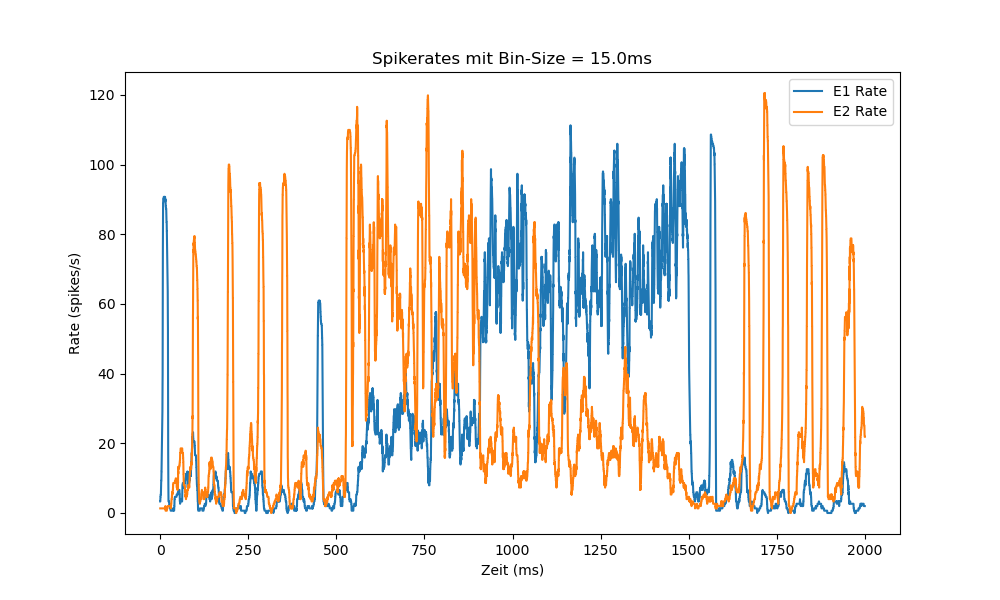 Spikerates mit Bin-Size = 15.0ms
E1 Rate
E2 Rate
Rate (spikes/s)
120
100
80
60
40
20
0
0 250 500 750 1000 1250 1500 1750 2000
Zeit (ms)